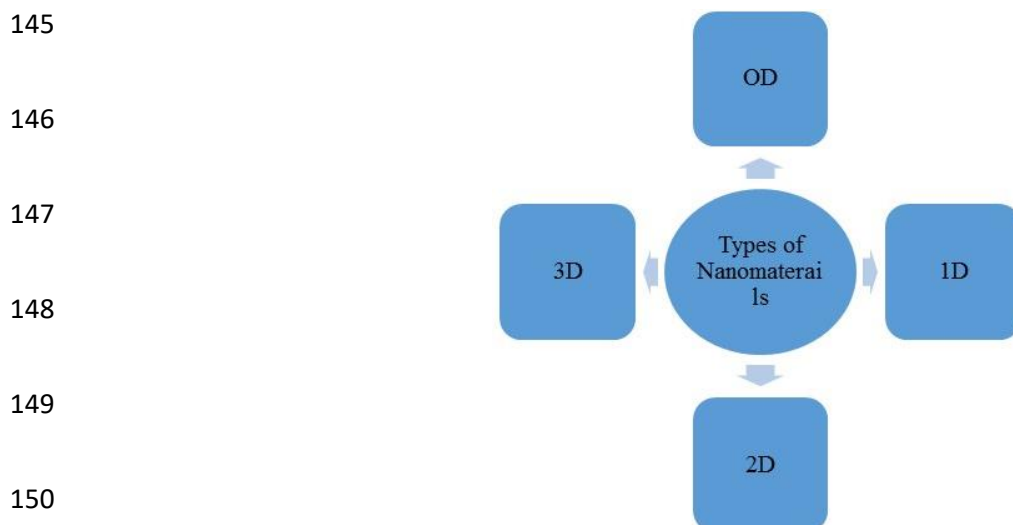 145
OD
146
147
Types of
Nanomaterai
ls
3D
1D
148
149
2D
150